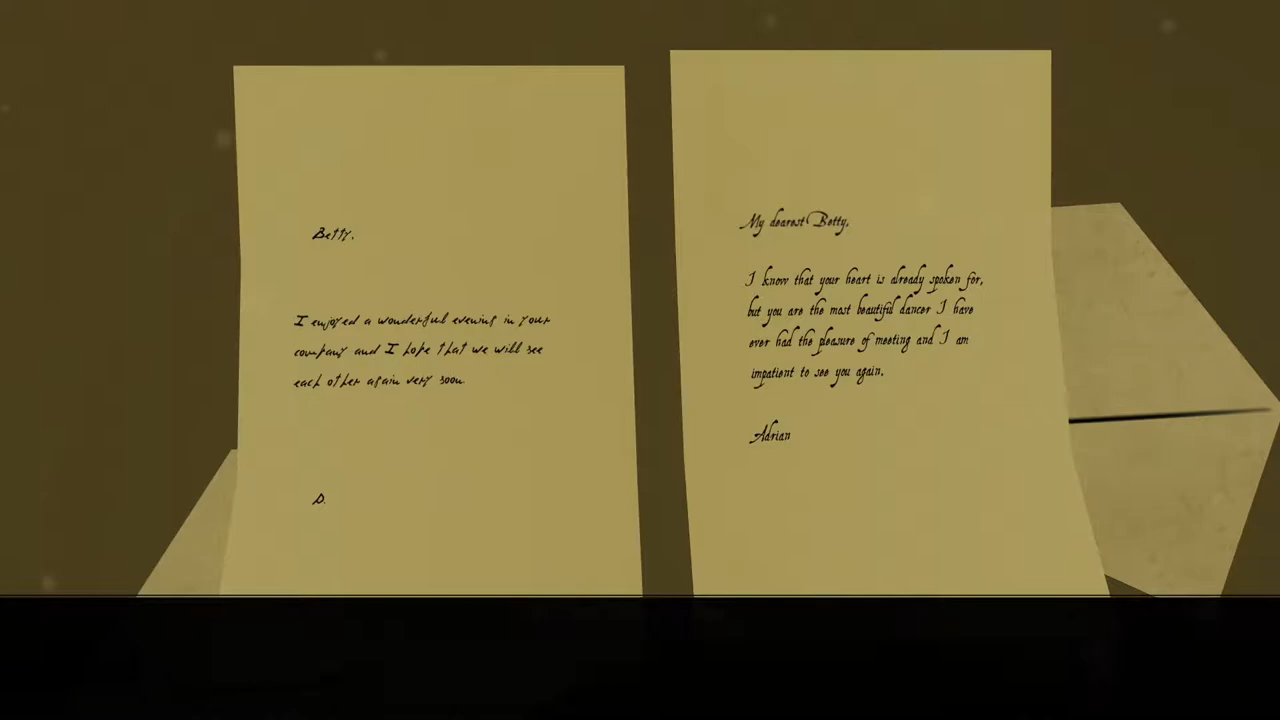 Betty.
I enjoyed a wonderful evening in your
company and I hope that we will see
each other again very soon.
D.
My dearest Betty,
I know that your heart is already spoken for,
but you are the most beautiful dancer I have
ever had the pleasure of meeting and I am
impatient to see you again.
Adrian